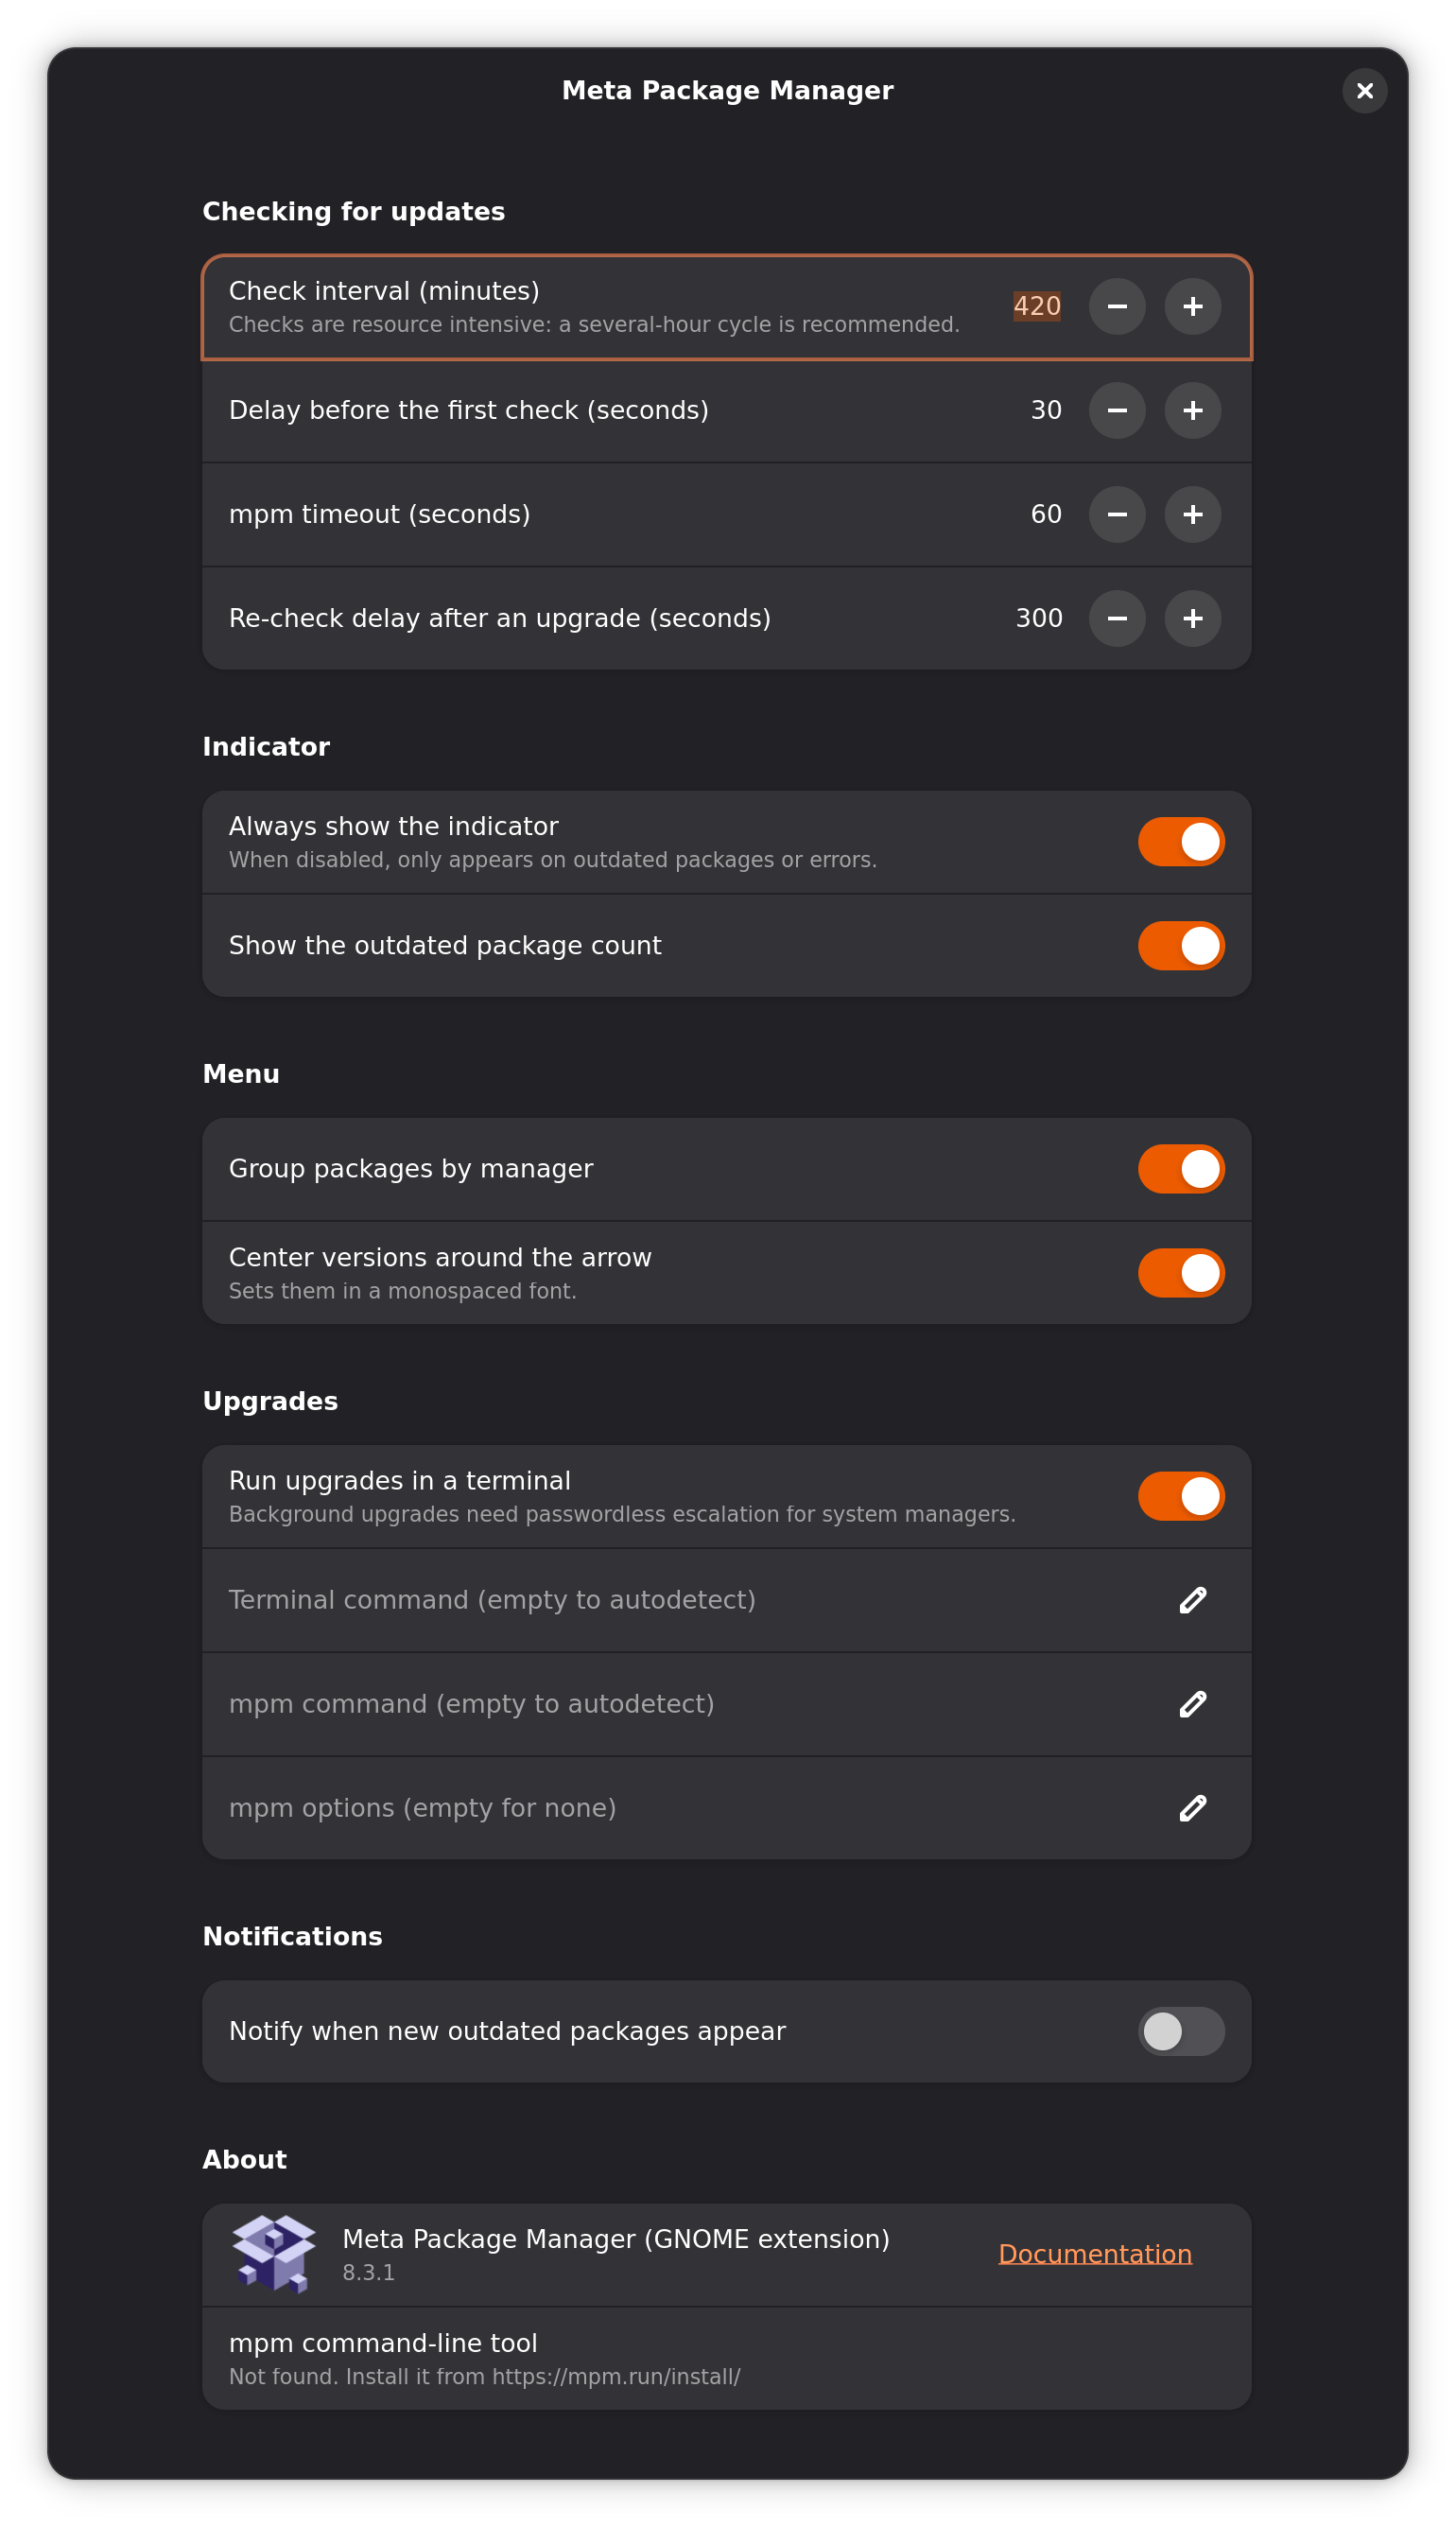 Meta Package Manager
Checking for updates
Check interval (minutes)
Checks are resource intensive: a several-hour cycle is recommended.
420
Delay before the first check (seconds)
30
mpm timeout (seconds)
60
Re-check delay after an upgrade (seconds)
300
Indicator
Always show the indicator
When disabled, only appears on outdated packages or errors.
Show the outdated package count
Menu
Group packages by manager
Center versions around the arrow
Sets them in a monospaced font.
Upgrades
Run upgrades in a terminal
Background upgrades need passwordless escalation for system managers.
Terminal command (empty to autodetect)
mpm command (empty to autodetect)
mpm options (empty for none)
Notifications
Notify when new outdated packages appear
About
Meta Package Manager (GNOME extension)
8.3.1
Documentation
mpm command-line tool
Not found. Install it from https://mpm.run/install/